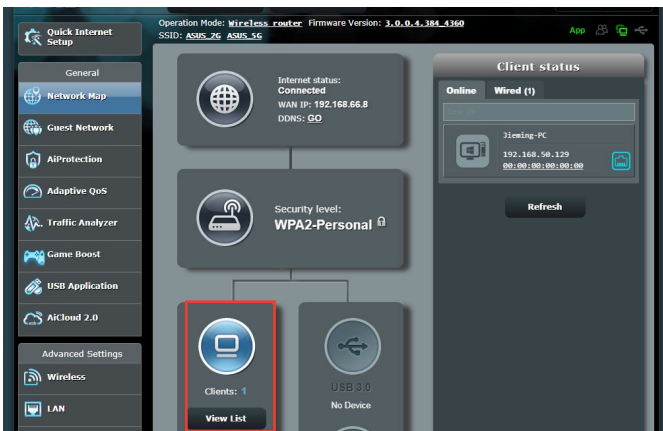 Quick Internet
Setup
General
Network Map
Guest Network
AiProtection
Adaptive QoS
Traffic Analyzer
Game Boost
USB Application
AiCloud 2.0
Advanced Settings
Wireless
LAN
Operation Mode: Wireless router Firmware Version: 3.0.0.4.384_4360
SSID: ASUS_2G ASUS_5G
App
Internet status:
Connected
WAN IP: 192.168.66.8
DDNS: GO
Security level:
WPA2-Personal
Clients: 1
View List
USB 3.0
No Device
Client status
Online Wired (1)
Jieming-PC
192.168.50.129
00:00:00:00:00:00
Refresh